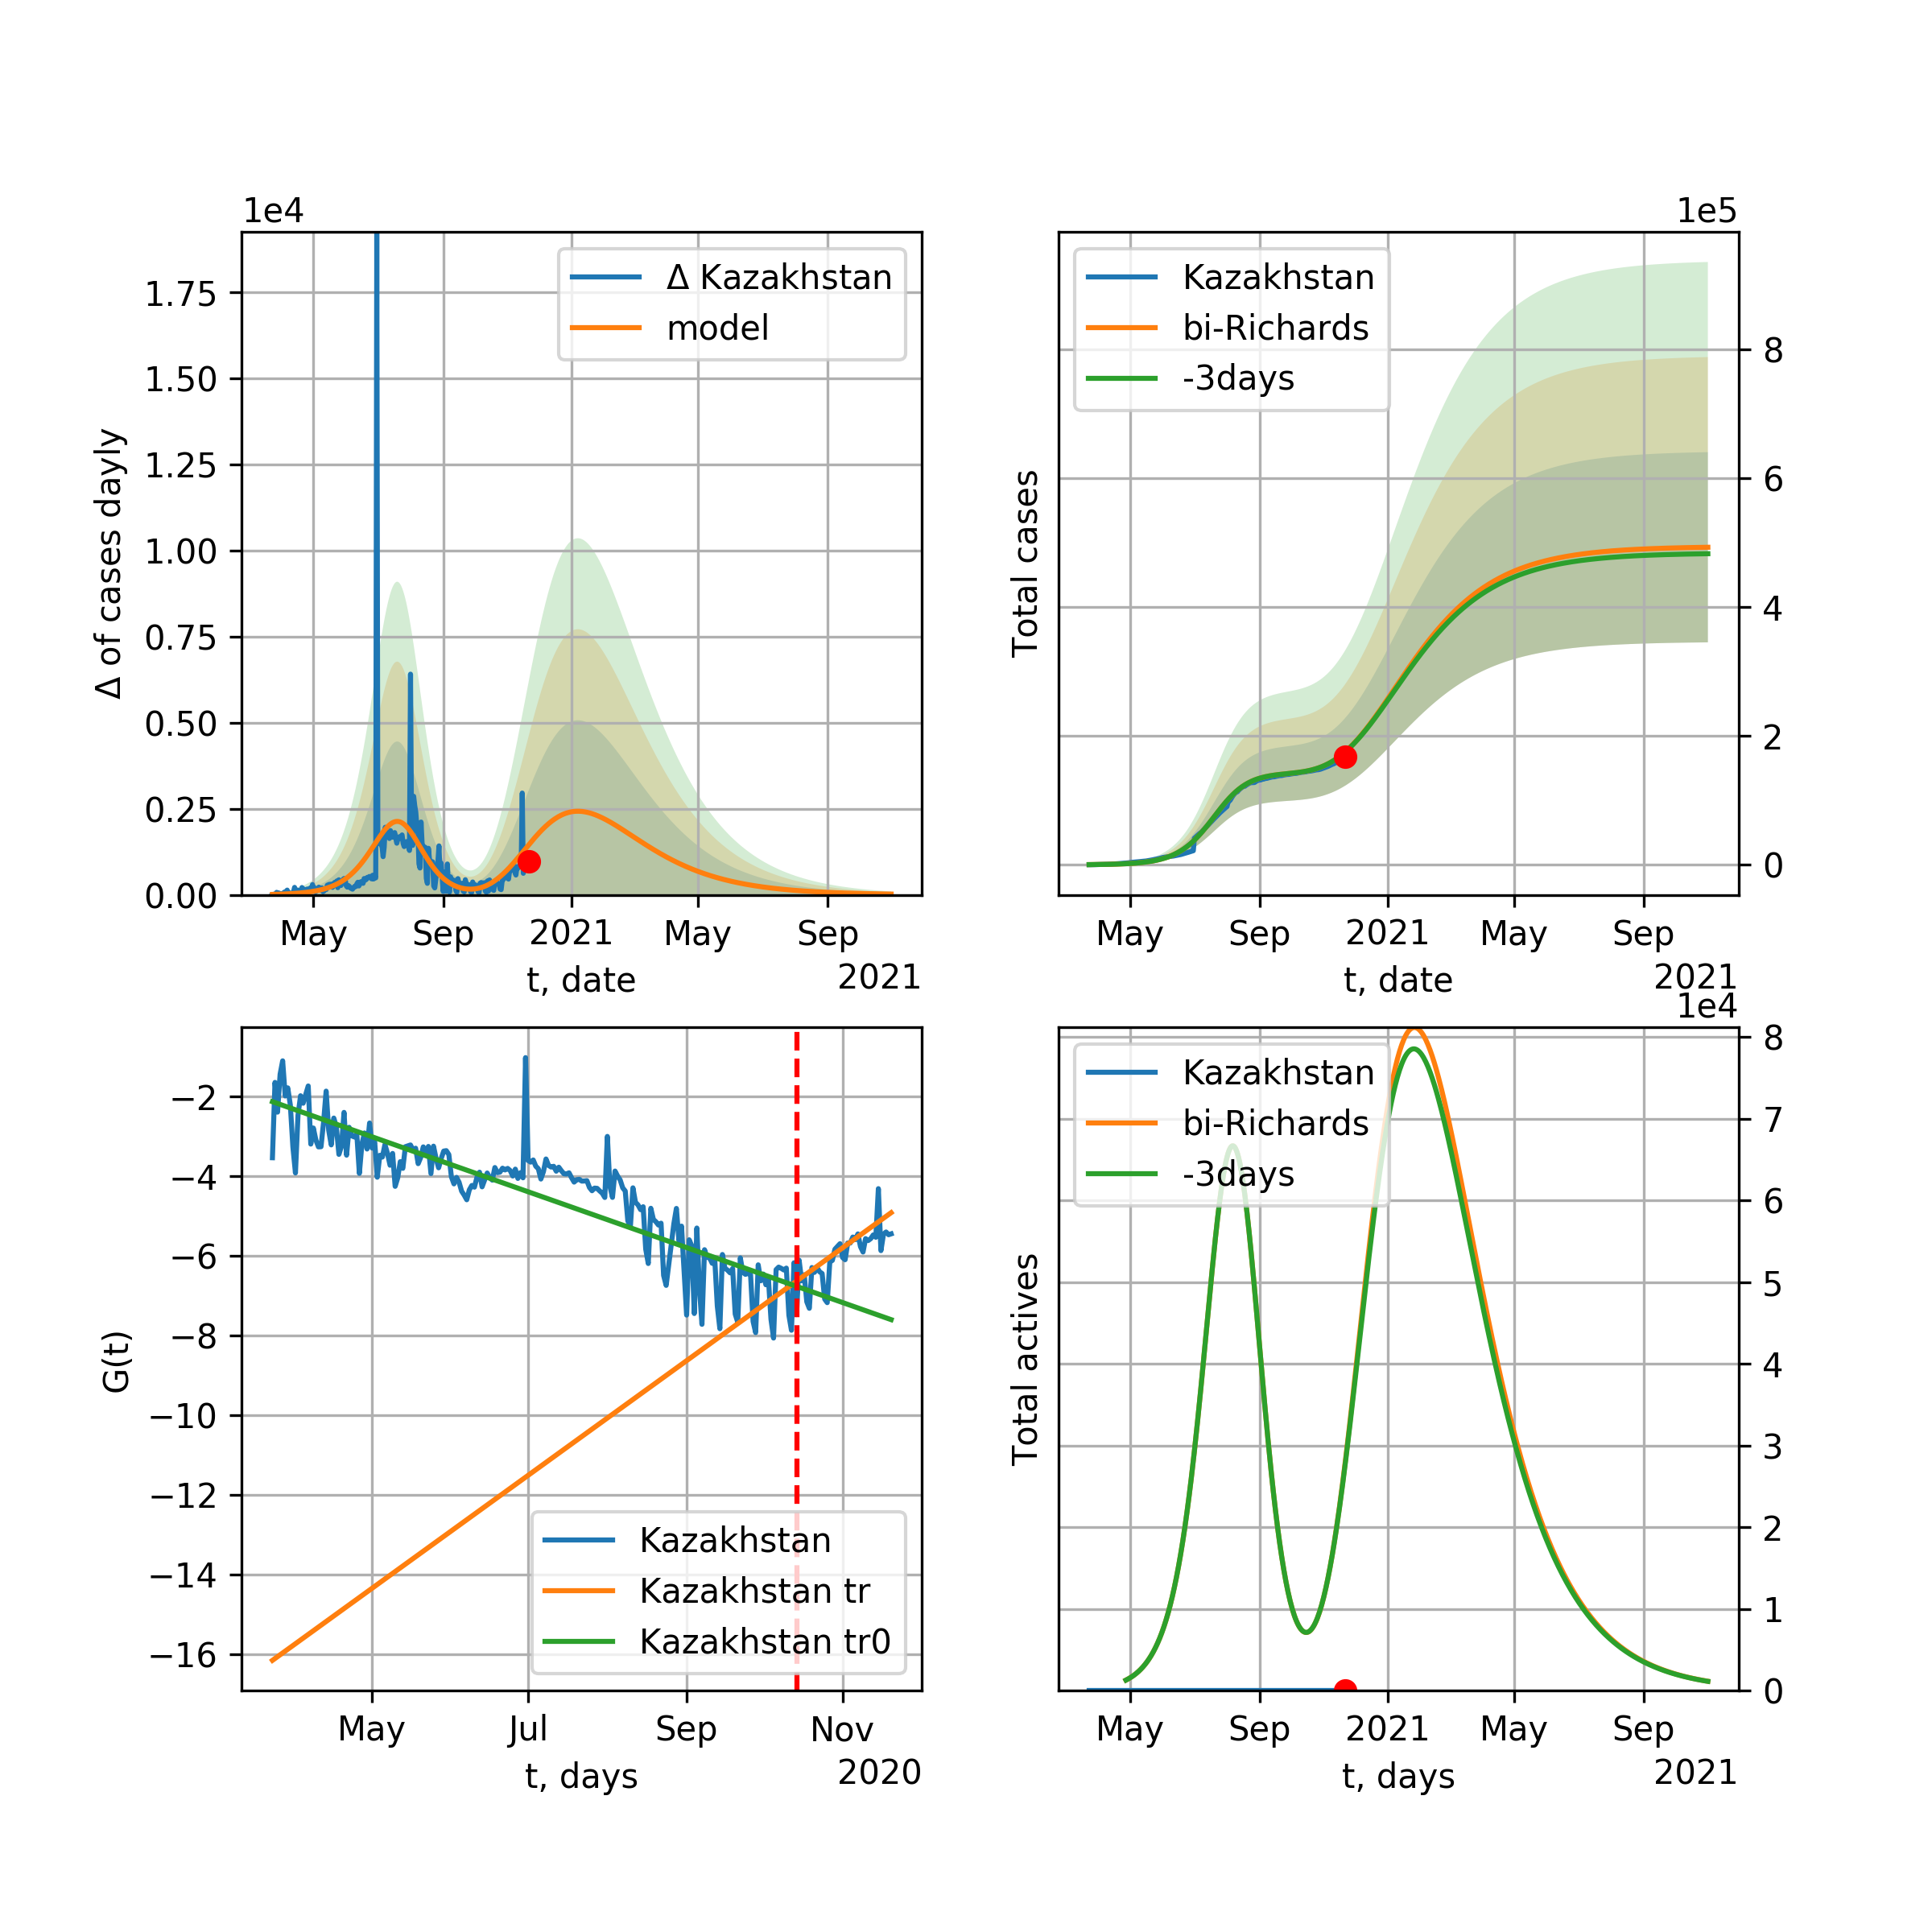 1e4
Δ of cases dayly
1.75
1.50
1.25
1.00
0.75
0.50
0.25
0.00
Δ Kazakhstan
model
May Sep 2021 May Sep
2021
t, date
1e5
Total cases
Kazakhstan
bi-Richards
-3days
8
6
4
2
0
May Sep 2021 May Sep
2021
t, date
G(t)
−2
−4
−6
−8
−10
−12
−14
−16
Kazakhstan
Kazakhstan tr
Kazakhstan tr0
May Jul Sep Nov
2020
t, days
1e4
Total actives
Kazakhstan
bi-Richards
-3days
8
7
6
5
4
3
2
1
0
May Sep 2021 May Sep
2021
t, days